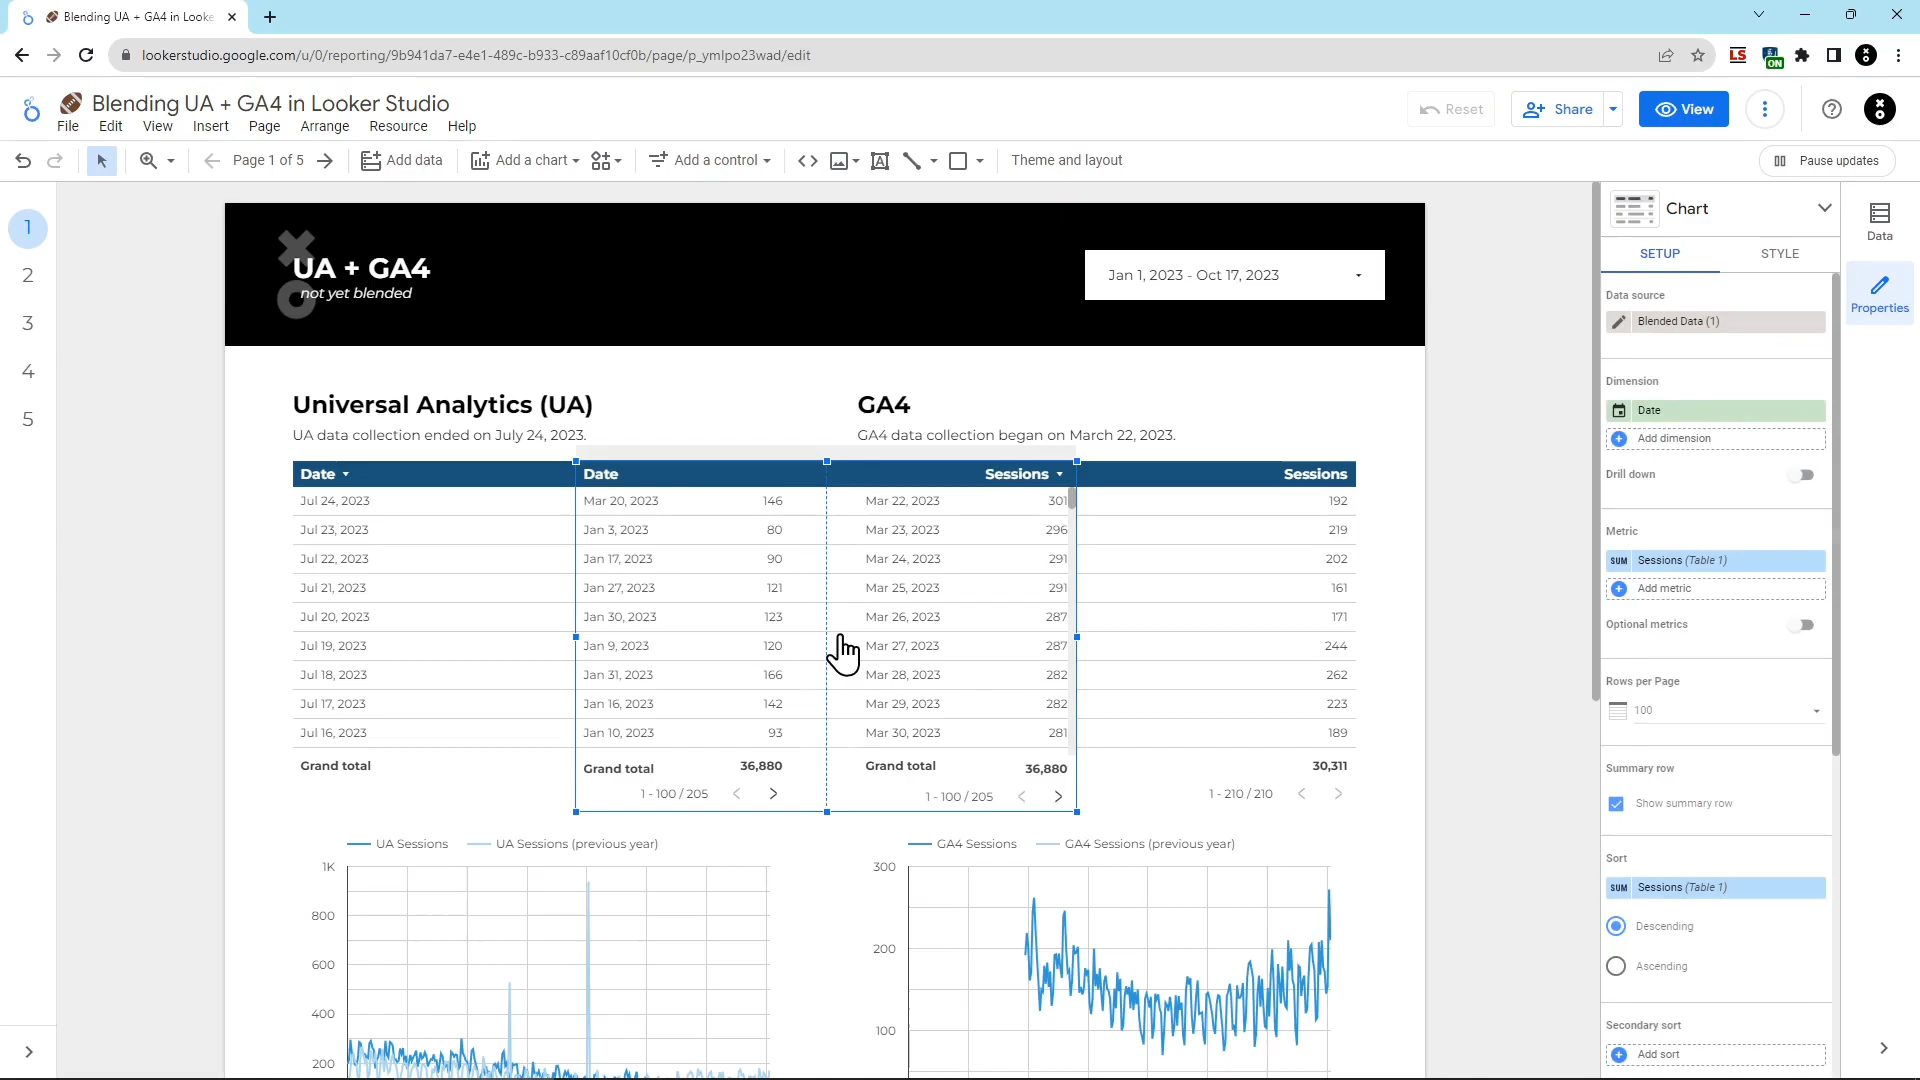 Blending UA + GA4 in Looke
lookerstudio.google.com/u/0/reporting/9b941da7-e4e1-489c-b933-c89aaf10cf0b/page/p_ymlpo23wad/edit
LS
ON
Blending UA + GA4 in Looker Studio
File Edit View Insert Page Arrange Resource Help
Reset
Share
View
Page 1 of 5
Add data
Add a chart
Add a control
Theme and layout
Pause updates
1
2
3
4
5
UA + GA4
not yet blended
Jan 1, 2023 - Oct 17, 2023
Universal Analytics (UA)
UA data collection ended on July 24, 2023.
GA4
GA4 data collection began on March 22, 2023.
Date Date Sessions Sessions
Jul 24, 2023 Mar 20, 2023 146 Mar 22, 2023 301 192
Jul 23, 2023 Jan 3, 2023 80 Mar 23, 2023 296 219
Jul 22, 2023 Jan 17, 2023 90 Mar 24, 2023 291 202
Jul 21, 2023 Jan 27, 2023 121 Mar 25, 2023 291 161
Jul 20, 2023 Jan 30, 2023 123 Mar 26, 2023 287 171
Jul 19, 2023 Jan 9, 2023 120 Mar 27, 2023 287 244
Jul 18, 2023 Jan 31, 2023 166 Mar 28, 2023 282 262
Jul 17, 2023 Jan 16, 2023 142 Mar 29, 2023 282 223
Jul 16, 2023 Jan 10, 2023 93 Mar 30, 2023 281 189
Grand total Grand total 36,880 Grand total 36,880 30,311
1 - 100 / 205 1 - 100 / 205 1 - 210 / 210
UA Sessions UA Sessions (previous year)
1K
800
600
400
200
GA4 Sessions GA4 Sessions (previous year)
300
200
100
Chart
SETUP STYLE
Data source
Blended Data (1)
Dimension
Date
Add dimension
Drill down
Metric
SUM Sessions (Table 1)
Add metric
Optional metrics
Rows per Page
100
Summary row
Show summary row
Sort
SUM Sessions (Table 1)
Descending
Ascending
Secondary sort
Add sort
Data
Properties